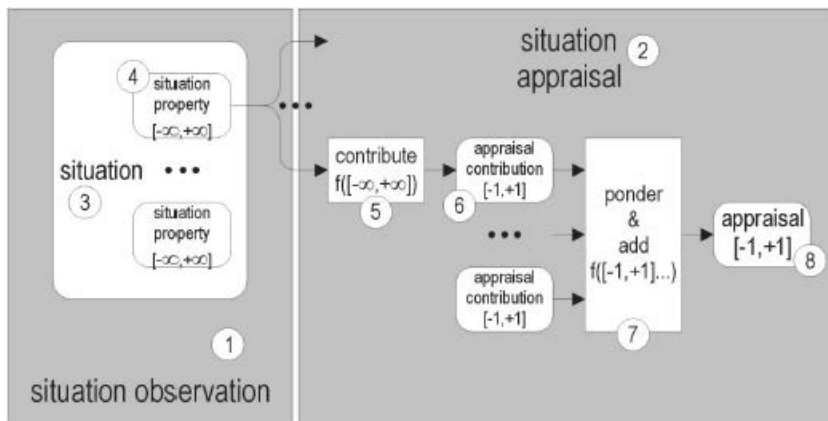 4
situation
property
[-∞,+∞]
situation
3
•••
situation
property
[-∞,+∞]
1
situation observation
situation
appraisal
2
•••
contribute
f([-∞,+∞])
5
appraisal
contribution
[-1,+1]
6
•••
appraisal
contribution
[-1,+1]
ponder
&
add
f([-1,+1]...)
7
appraisal
[-1,+1]
8